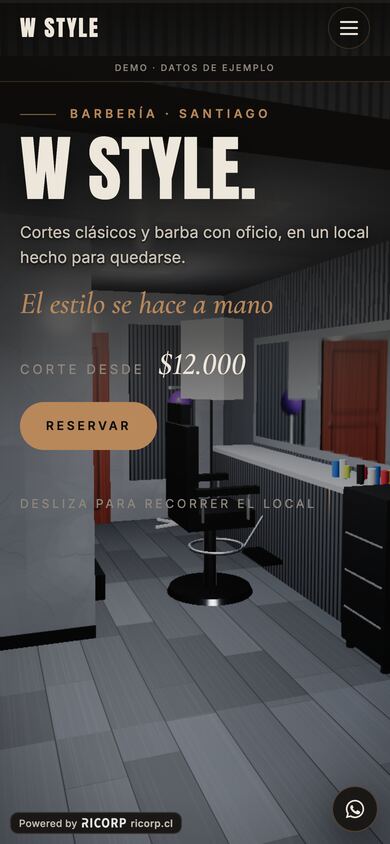 W STYLE
DEMO · DATOS DE EJEMPLO
BARBERÍA · SANTIAGO
W STYLE.
Cortes clásicos y barba con oficio, en un local
hecho para quedarse.
El estilo se hace a mano
CORTE DESDE $12.000
RESERVAR
DESLIZA PARA RECORRER EL LOCAL
Powered by RICORP ricorp.cl